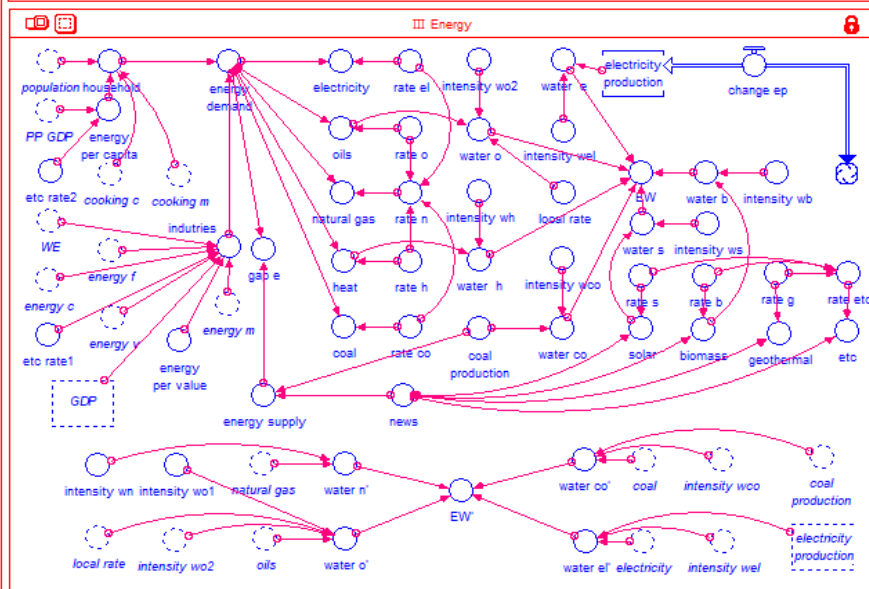 III Energy
population
household
energy
demand
electricity
rate el
intensity wo2
water e
electricity
production
change ep
PP GDP
energy
per capita
oils
rate o
water o
intensity wel
etc rate2
cooking c
cooking m
natural gas
rate n
intensity wh
loosl rate
EW
water b
intensity wb
indutries
WE
energy f
gap e
heat
rate h
water h
intensity wco
water s
intensity ws
energy c
energy v
energy m
rate s
rate b
rate g
rate etc
etc rate1
energy
per value
coal
rate co
coal
production
water co
solar
biomass
geothermal
etc
GDP
energy supply
news
intensity wn
intensity wo1
natural gas
water n'
EW'
water co'
coal
intensity wco
coal
production
local rate
intensity wo2
oils
water o'
water el'
electricity
intensity wel
electricity
production